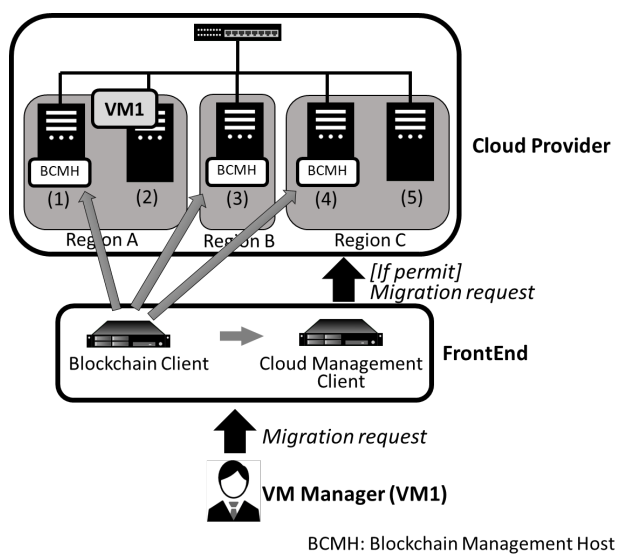 VM1
BCMH
BCMH
BCMH
(1)
(2)
(3)
(4)
(5)
Region A
Region B
Region C
Cloud Provider
[If permit]
Migration request
Blockchain Client
Cloud Management
Client
FrontEnd
Migration request
VM Manager (VM1)
BCMH: Blockchain Management Host